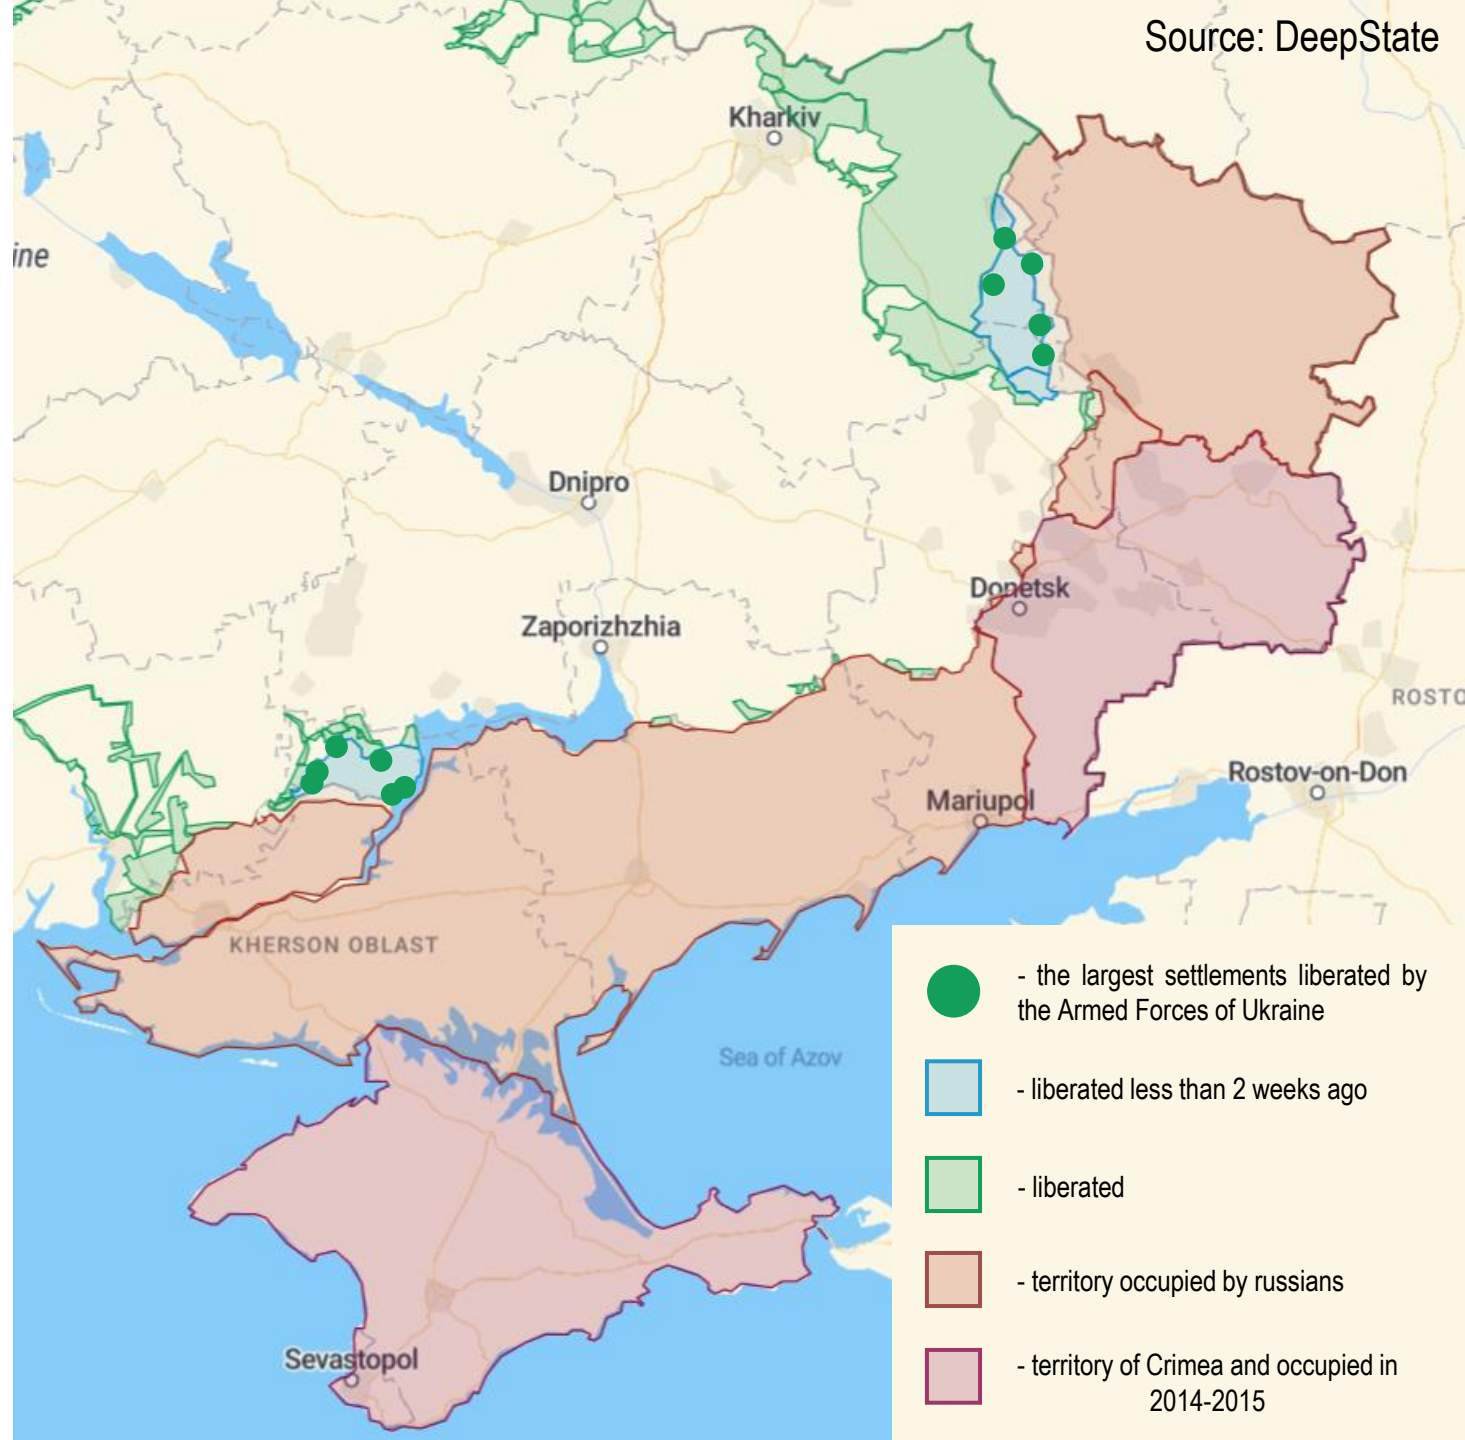 Source: DeepState
Kharkiv
ine
Dnipro
Donetsk
Zaporizhzhia
ROSTO
Rostov-on-Don
Mariupol
KHERSON OBLAST
Sea of Azov
Sevastopol
- the largest settlements liberated by
the Armed Forces of Ukraine
- liberated less than 2 weeks ago
- liberated
- territory occupied by russians
- territory of Crimea and occupied in
2014-2015